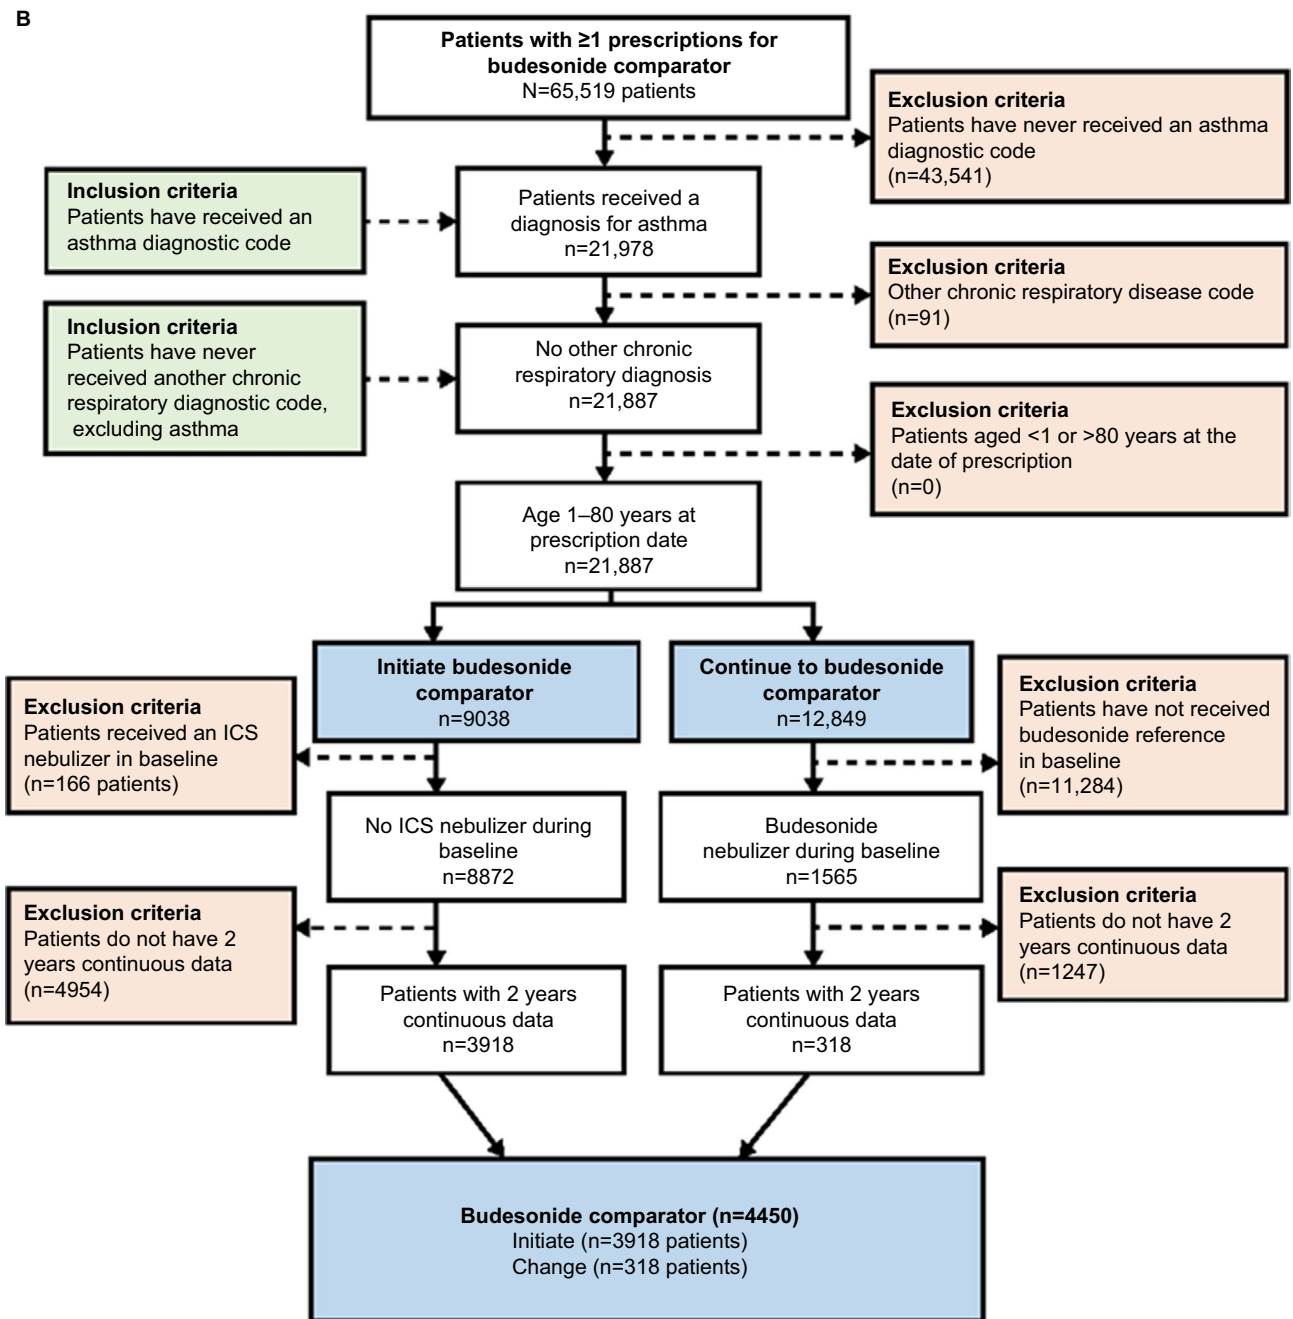 B
Patients with ≥1 prescriptions for
budesonide comparator
N=65,519 patients
Exclusion criteria
Patients have never received an asthma
diagnostic code
(n=43,541)
Inclusion criteria
Patients have received an
asthma diagnostic code
Patients received a
diagnosis for asthma
n=21,978
Exclusion criteria
Other chronic respiratory disease code
(n=91)
Inclusion criteria
Patients have never
received another chronic
respiratory diagnostic code,
excluding asthma
No other chronic
respiratory diagnosis
n=21,887
Exclusion criteria
Patients aged <1 or >80 years at the
date of prescription
(n=0)
Age 1–80 years at
prescription date
n=21,887
Initiate budesonide
comparator
n=9038
Continue to budesonide
comparator
n=12,849
Exclusion criteria
Patients received an ICS
nebulizer in baseline
(n=166 patients)
Exclusion criteria
Patients have not received
budesonide reference
in baseline
(n=11,284)
No ICS nebulizer during
baseline
n=8872
Budesonide
nebulizer during baseline
n=1565
Exclusion criteria
Patients do not have 2
years continuous data
(n=4954)
Exclusion criteria
Patients do not have 2
years continuous data
(n=1247)
Patients with 2 years
continuous data
n=3918
Patients with 2 years
continuous data
n=318
Budesonide comparator (n=4450)
Initiate (n=3918 patients)
Change (n=318 patients)